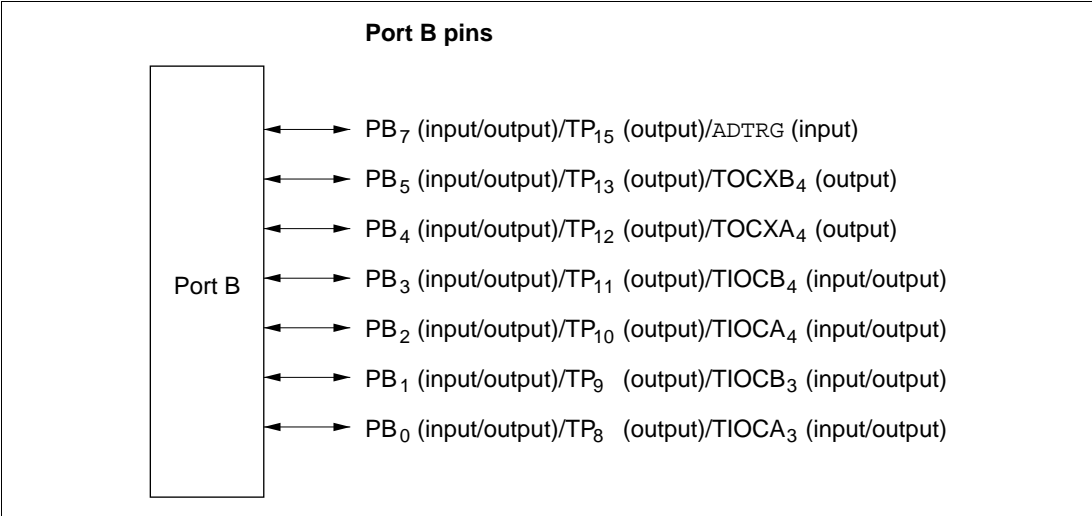 Port B pins
PB7 (input/output)/TP15 (output)/ADTRG (input)
PB5 (input/output)/TP13 (output)/TOCXB4 (output)
PB4 (input/output)/TP12 (output)/TOCXA4 (output)
Port B
PB3 (input/output)/TP11 (output)/TIOCB4 (input/output)
PB2 (input/output)/TP10 (output)/TIOCA4 (input/output)
PB1 (input/output)/TP9 (output)/TIOCB3 (input/output)
PB0 (input/output)/TP8 (output)/TIOCA3 (input/output)